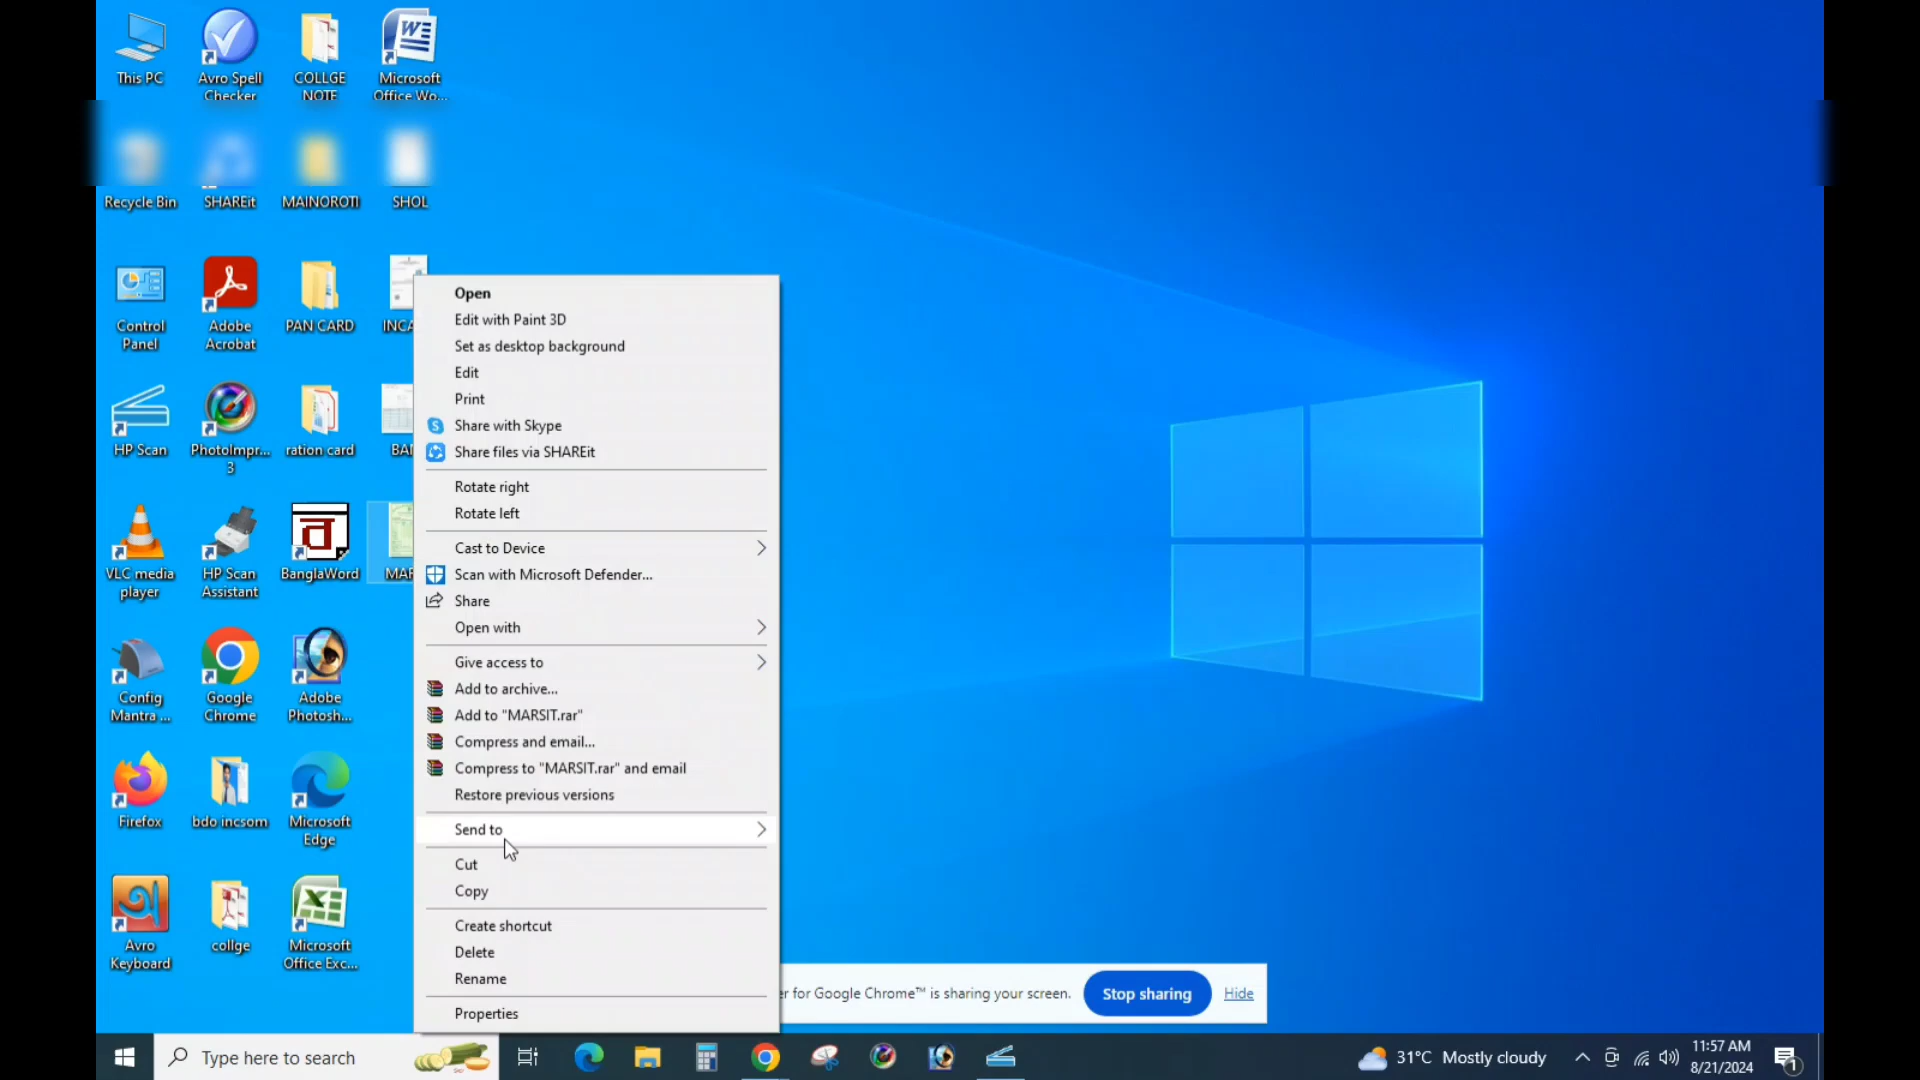 This PC
Avro Spell
Checker
COLLGE
NOTE
Microsoft
Office Wo...
Recycle Bin
SHAREit
MAINOROTI
SHOL
Control
Panel
Adobe
Acrobat
PAN CARD
INCA
HP Scan
PhotoImpr...
3
ration card
BAN
VLC media
player
HP Scan
Assistant
BanglaWord
MAR
Config
Mantra ...
Google
Chrome
Adobe
Photosh...
Firefox
bdo incsom
Microsoft
Edge
Avro
Keyboard
collge
Microsoft
Office Exc...
Open
Edit with Paint 3D
Set as desktop background
Edit
Print
Share with Skype
Share files via SHAREit
Rotate right
Rotate left
Cast to Device
Scan with Microsoft Defender...
Share
Open with
Give access to
Add to archive...
Add to "MARSIT.rar"
Compress and email...
Compress to "MARSIT.rar" and email
Restore previous versions
Send to
Cut
Copy
Create shortcut
Delete
Rename
Properties
er for Google Chrome™ is sharing your screen.
Stop sharing
Hide
Type here to search
31°C Mostly cloudy
11:57 AM
8/21/2024
1